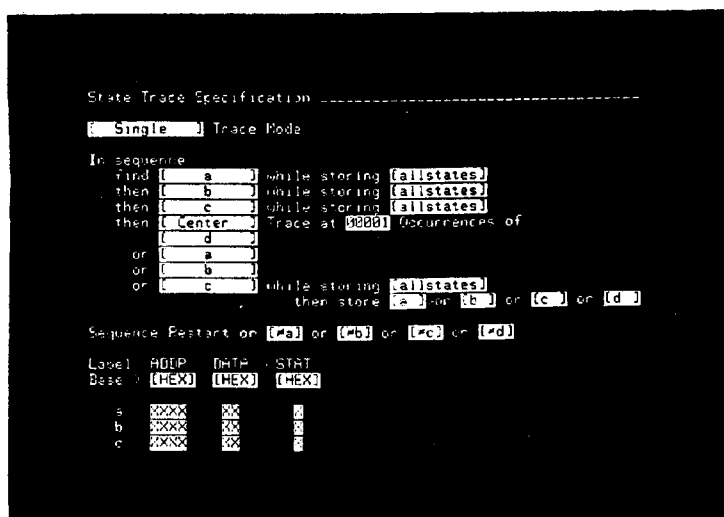 State Trace Specification --------------------------------
[ Single ] Trace Mode
In sequence
find [ a ] while storing [allstates]
then [ b ] while storing [allstates]
then [ c ] while storing [allstates]
then [ Center ] Trace at 00001 Occurrences of
[ d ]
or [ a ]
or [ b ]
or [ c ] while storing [allstates]
then store [a ] or [b ] or [c ] or [d ]
Sequence Restart on [≠a] or [≠b] or [≠c] or [≠d]
Label ADDR DATA STAT
Base [HEX] [HEX] [HEX]
a XXXX XX X
b XXXX XX X
c XXXX XX X